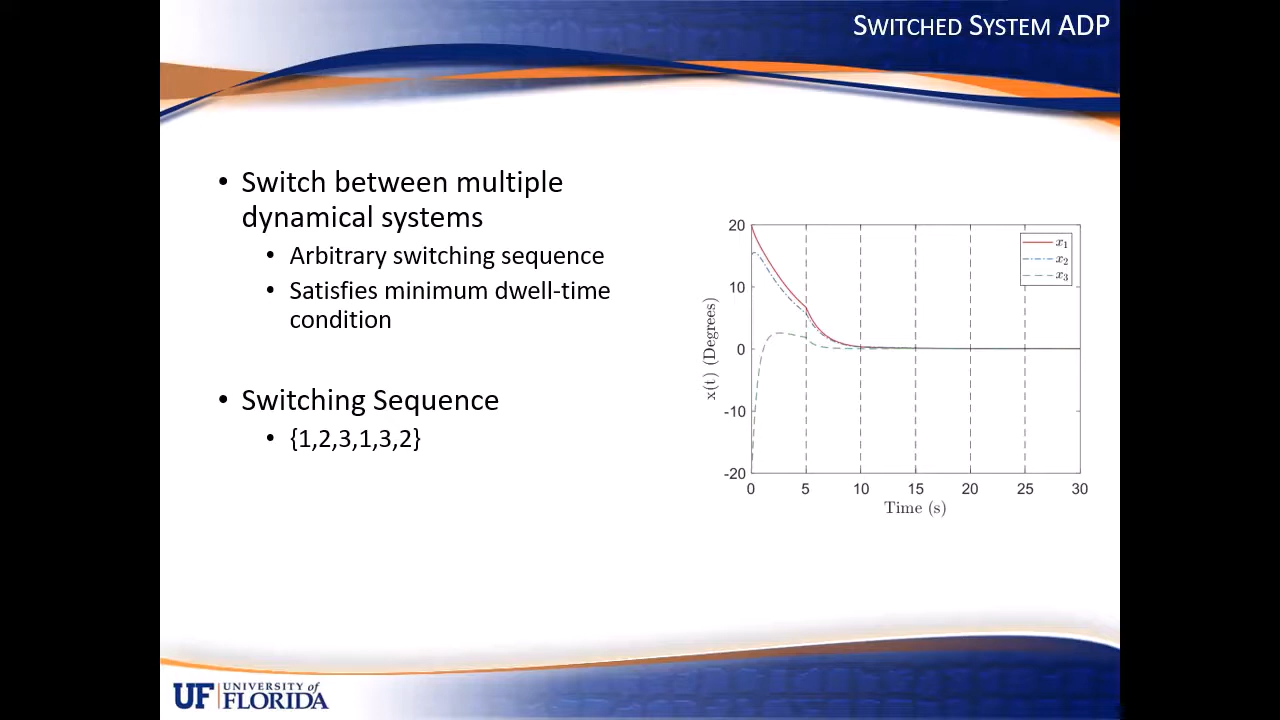 SWITCHED SYSTEM ADP
• Switch between multiple
dynamical systems
• Arbitrary switching sequence
• Satisfies minimum dwell-time
condition
• Switching Sequence
• {1,2,3,1,3,2}
x(t) (Degrees)
20
10
0
-10
-20
0 5 10 15 20 25 30
Time (s)
x₁
x₂
x₃
UF UNIVERSITY of
FLORIDA